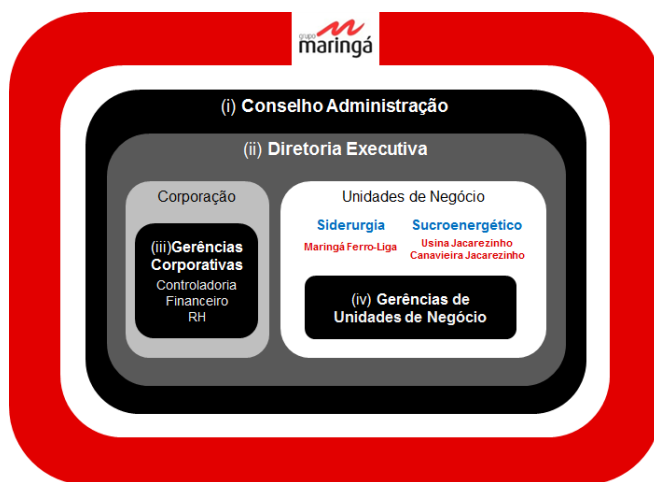 grupo
maringá
(i) Conselho Administração
(ii) Diretoria Executiva
Corporação
(iii)Gerências
Corporativas
Controladoria
Financeiro
RH
Unidades de Negócio
Siderurgia
Maringá Ferro-Liga
Sucroenergético
Usina Jacarezinho
Canavieira Jacarezinho
(iv) Gerências de
Unidades de Negócio